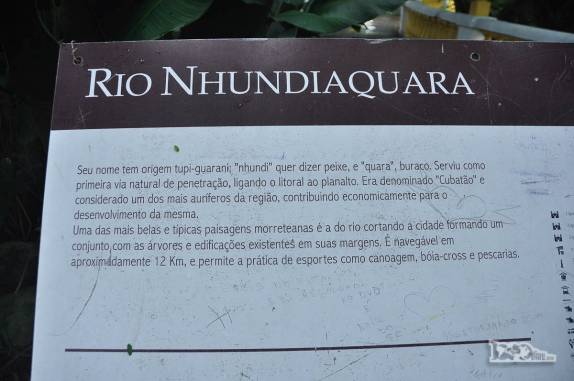 RIO NHUNDIAQUARA
Seu nome tem origem tupi-guarani; "nhundi" quer dizer peixe, e "quara", buraco. Serviu como
primeira via natural de penetração, ligando o litoral ao planalto. Era denominado "Cubatão" e
considerado um dos mais auríferos da região, contribuindo economicamente para o
desenvolvimento da mesma.
Uma das mais belas e típicas paisagens morreteanas é a do rio cortando a cidade formando um
conjunto com as árvores e edificações existentes em suas margens. É navegável em
aproximadamente 12 Km, e permite a prática de esportes como canoagem, bóia-cross e pescarias.